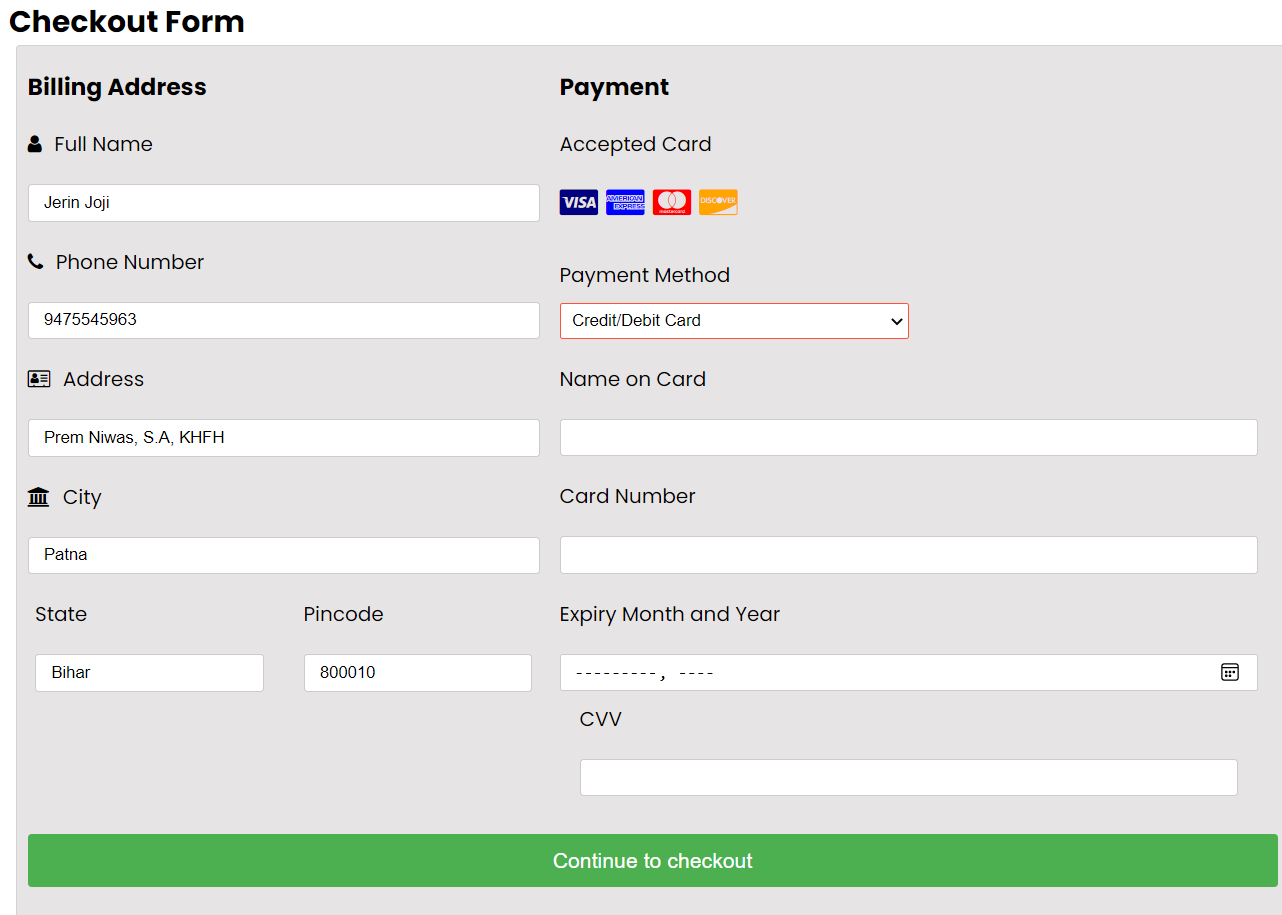 Checkout Form
Billing Address
Full Name
Jerin Joji
Phone Number
9475545963
Address
Prem Niwas, S.A, KHFH
City
Patna
State Pincode
Bihar 800010
Payment
Accepted Card
VISA AMERICAN EXPRESS mastercard DISCOVER
Payment Method
Credit/Debit Card
Name on Card
Card Number
Expiry Month and Year
---------, ----
CVV
Continue to checkout